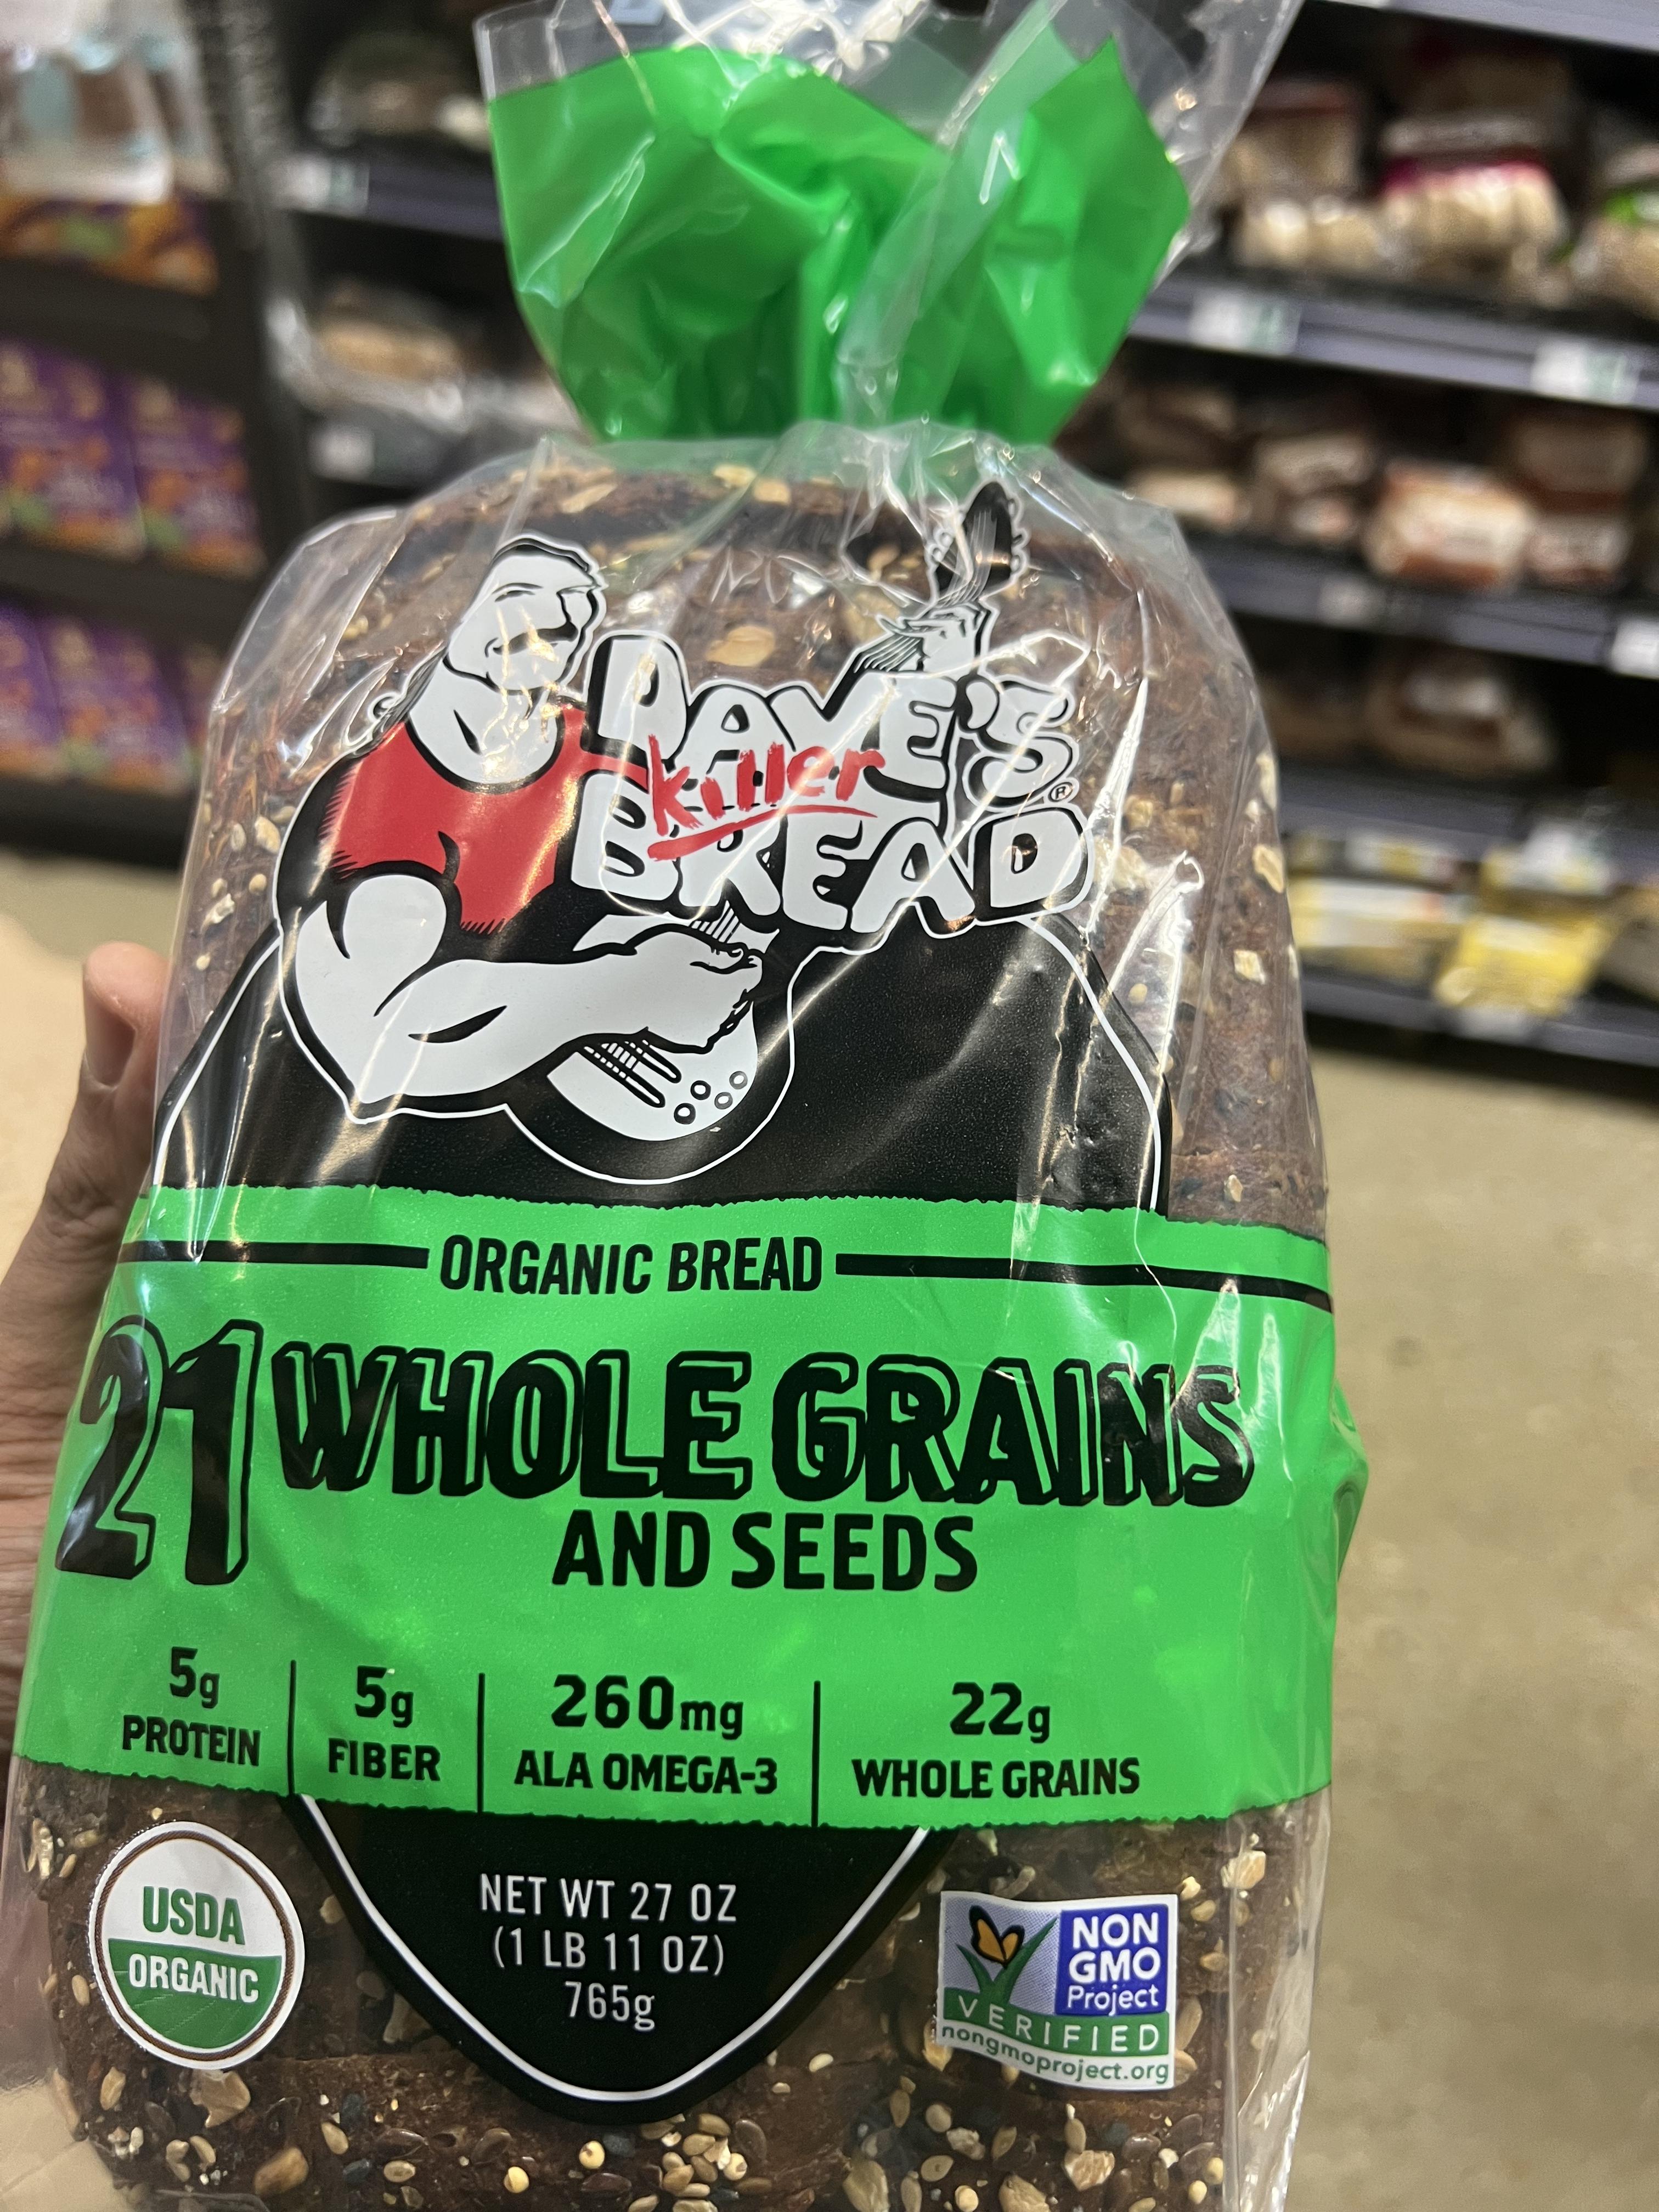 DAVE'S
killer
BREAD®
ORGANIC BREAD
21 WHOLE GRAINS
AND SEEDS
5g
PROTEIN
5g
FIBER
260mg
ALA OMEGA-3
22g
WHOLE GRAINS
USDA
ORGANIC
NET WT 27 OZ
(1 LB 11 OZ)
765g
NON
GMO
Project
VERIFIED
nongmoproject.org